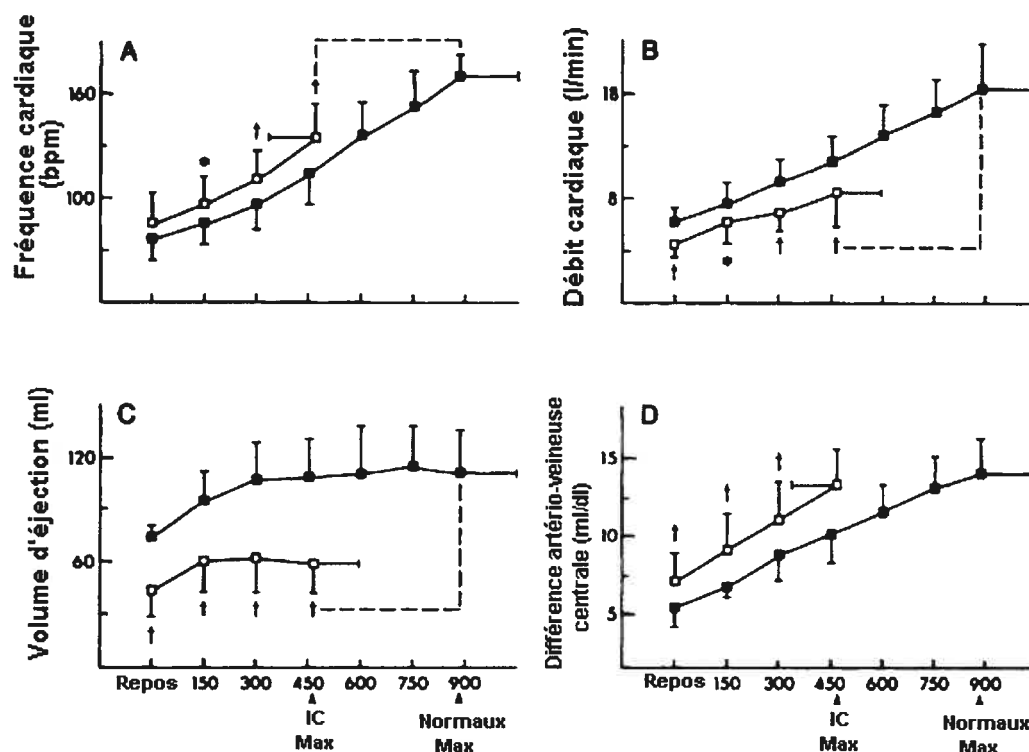 A
Fréquence cardiaque
(bpm)
160
100
*
B
Débit cardiaque (l/min)
18
8
*
C
Volume d'éjection (ml)
120
60
Repos 150 300 450 600 750 900
IC
Max
Normaux
Max
D
Différence artério-veineuse
centrale (ml/dl)
15
10
5
Repos 150 300 450 600 750 900
IC
Max
Normaux
Max